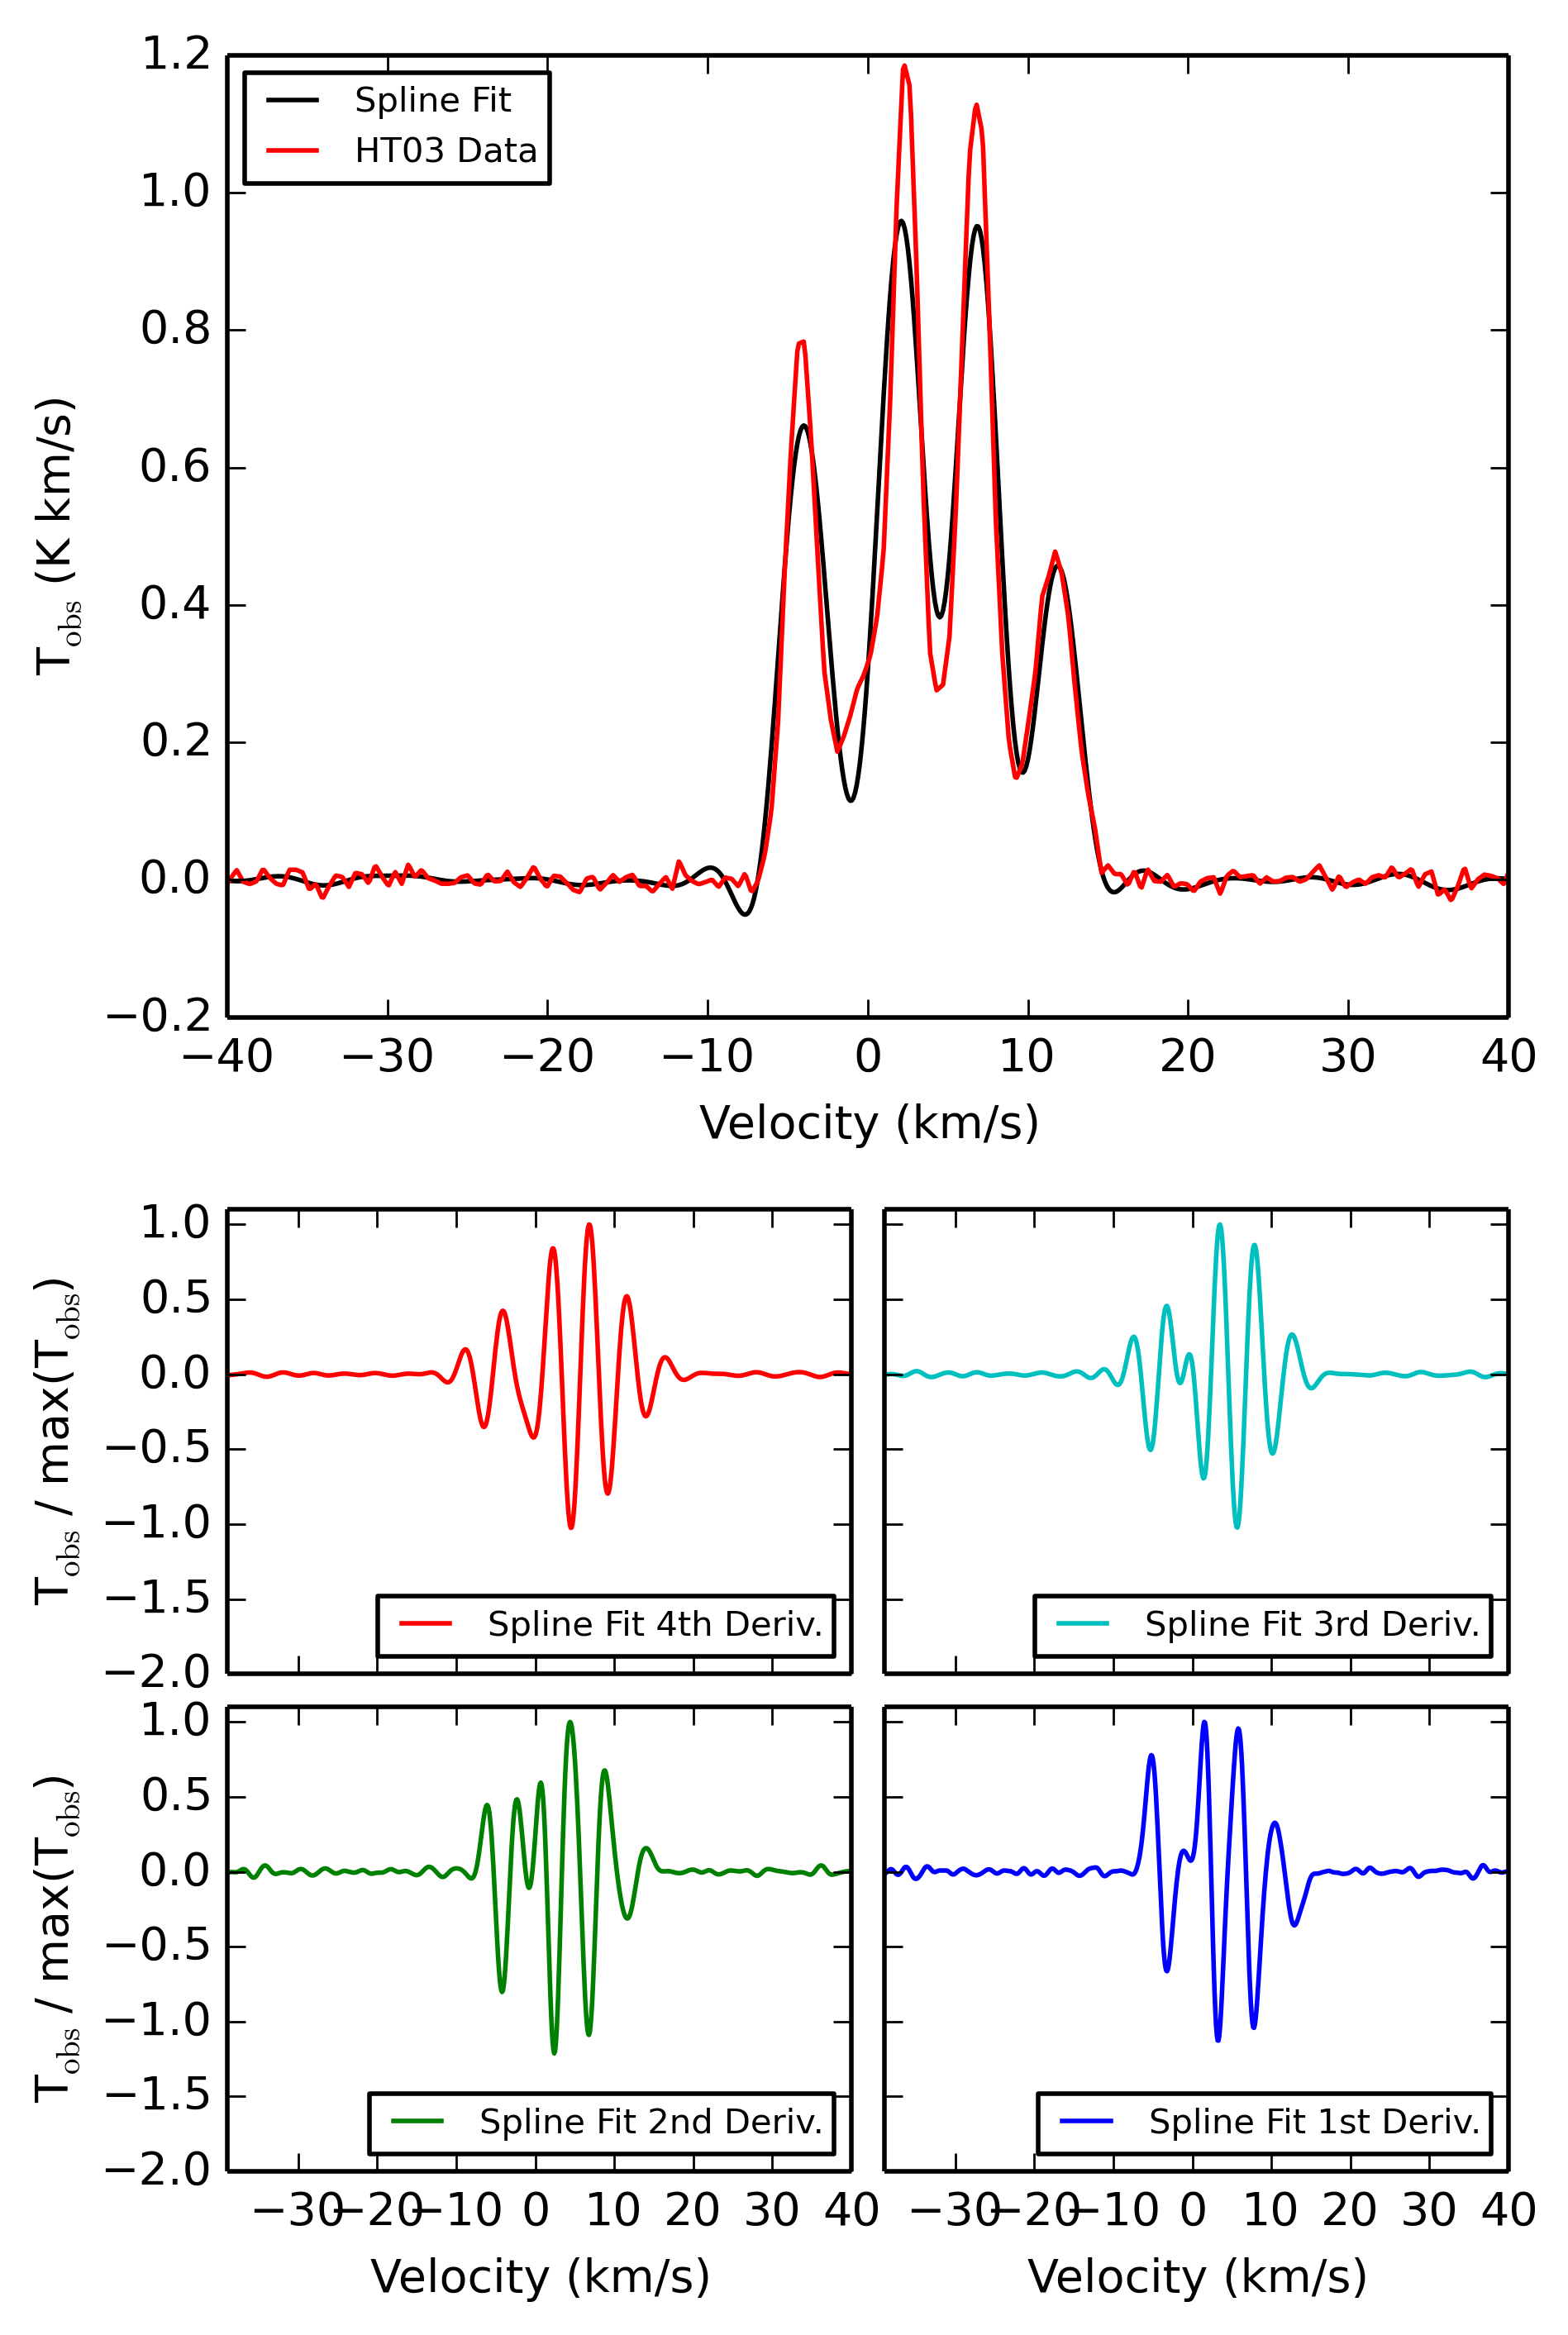 1.2
1.0
0.8
0.6
0.4
0.2
0.0
−0.2
T_obs (K km/s)
Spline Fit
HT03 Data
−40 −30 −20 −10 0 10 20 30 40
Velocity (km/s)
1.0
0.5
0.0
−0.5
−1.0
−1.5
−2.0
T_obs / max(T_obs)
Spline Fit 4th Deriv.
Spline Fit 3rd Deriv.
1.0
0.5
0.0
−0.5
−1.0
−1.5
−2.0
T_obs / max(T_obs)
Spline Fit 2nd Deriv.
Spline Fit 1st Deriv.
−30 −20 −10 0 10 20 30 40
−30 −20 −10 0 10 20 30 40
Velocity (km/s)
Velocity (km/s)